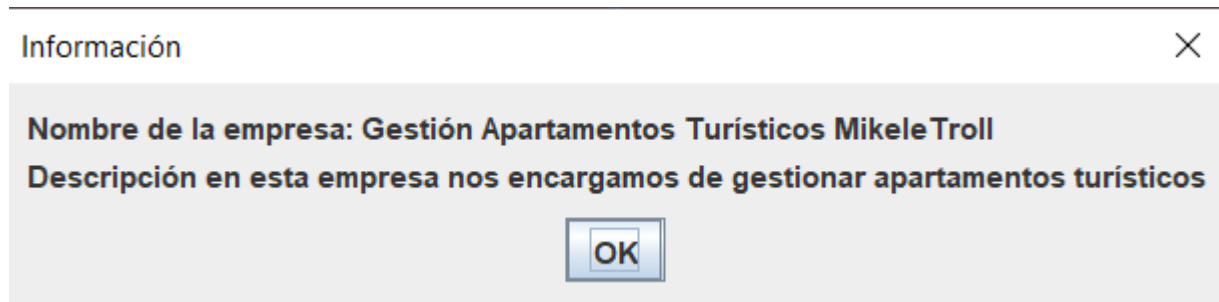 Información
Nombre de la empresa: Gestión Apartamentos Turísticos MikeleTroll
Descripción en esta empresa nos encargamos de gestionar apartamentos turísticos
OK